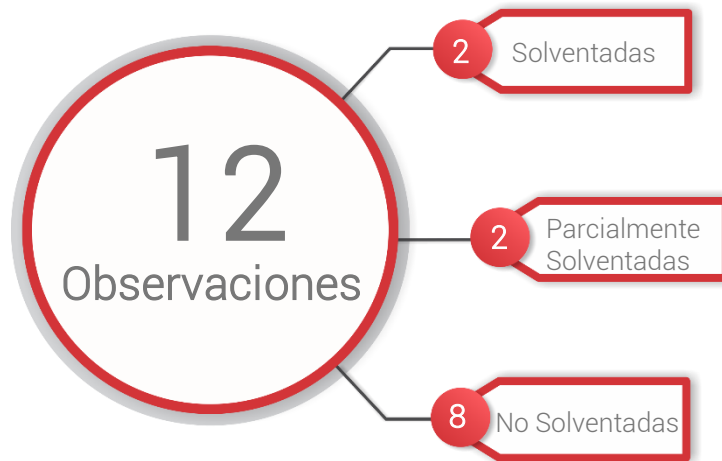 12
Observaciones
2
Solventadas
2
Parcialmente
Solventadas
8
No Solventadas